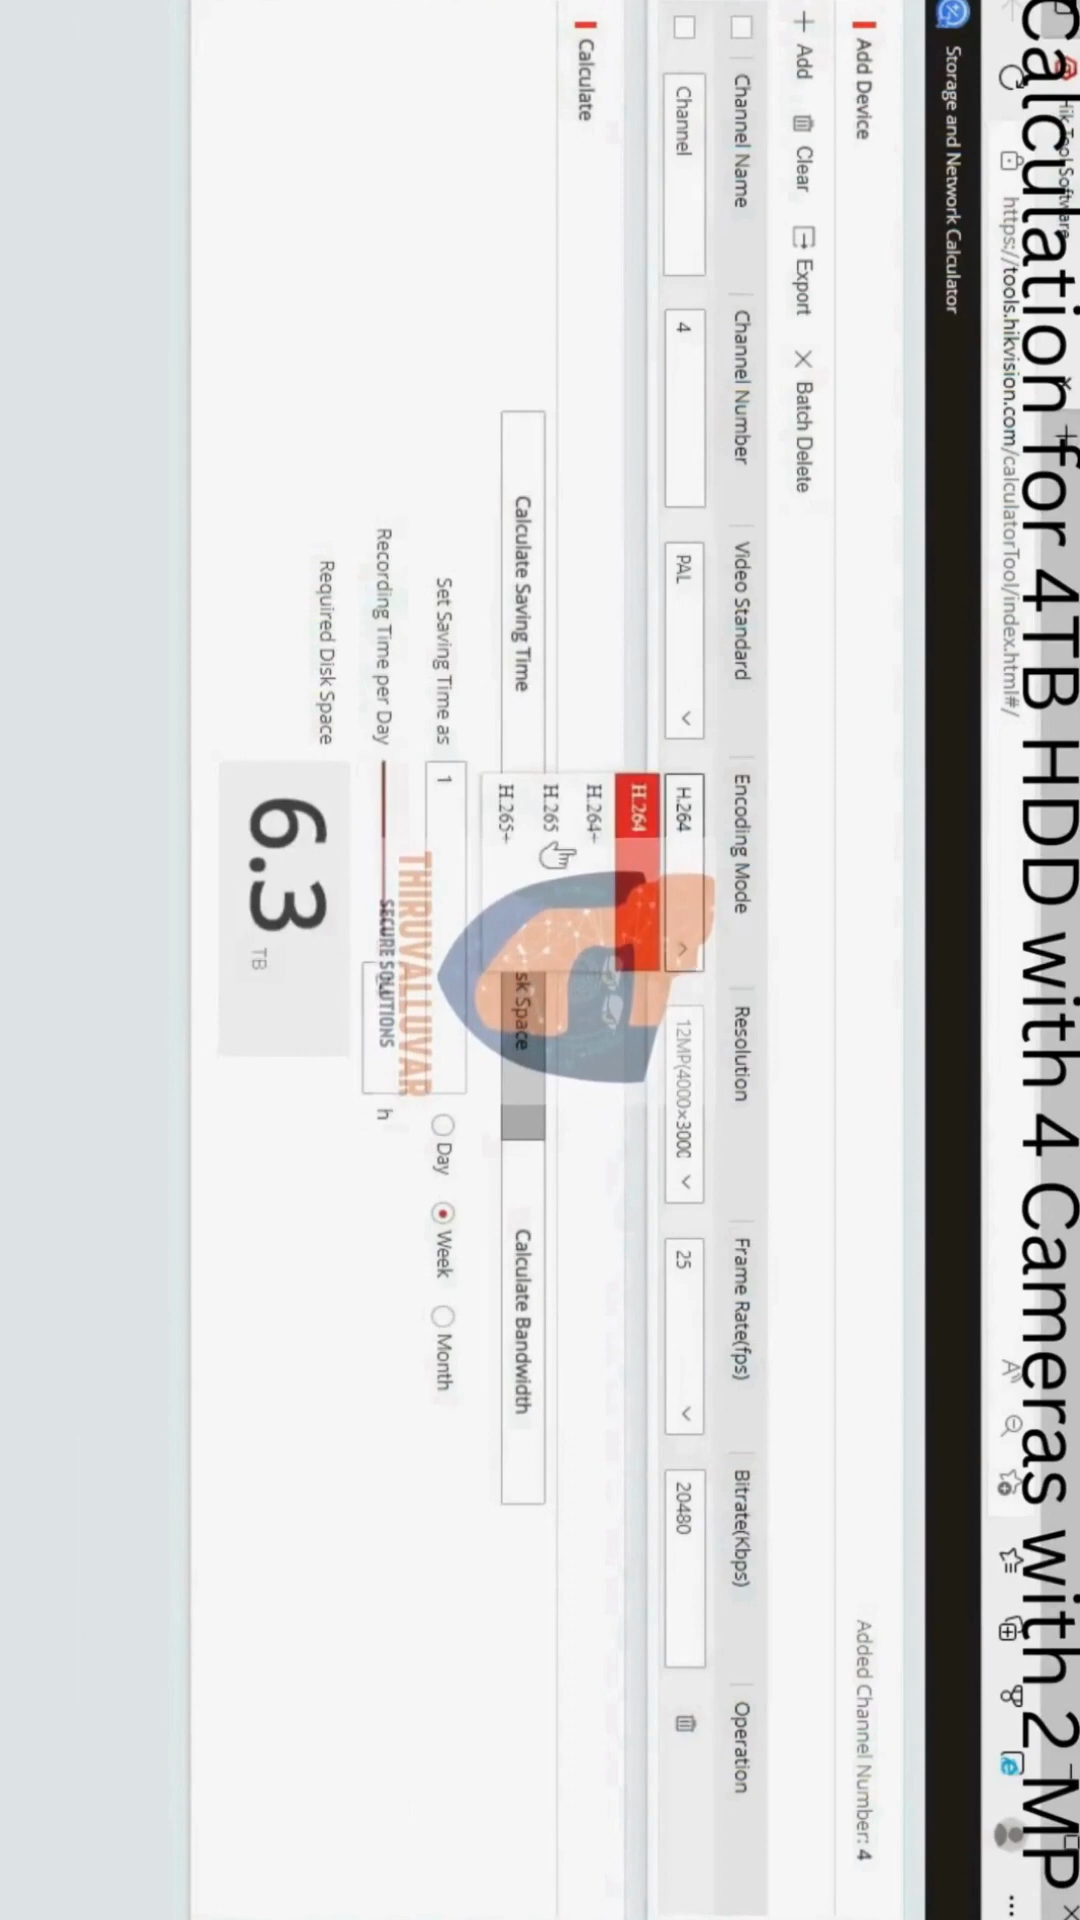 Calculation for 4TB HDD with 4 Cameras with 2 MP
Hik Tool Software
https://tools.hikvision.com/calculatorTool/index.html#/
Storage and Network Calculator
Add Device
Added Channel Number: 4
Add Clear Export Batch Delete
Channel Name Channel Number Video Standard Encoding Mode Resolution Frame Rate(fps) Bitrate(Kbps) Operation
Channel 4 PAL H.264 12MP(4000×3000 25 20480
H.264
H.264+
H.265
H.265+
Calculate
Calculate Saving Time sk Space Calculate Bandwidth
Set Saving Time as 1 Day Week Month
THIRUVALLUVAR
SECURE SOLUTIONS
Recording Time per Day h
Required Disk Space
6.3 TB